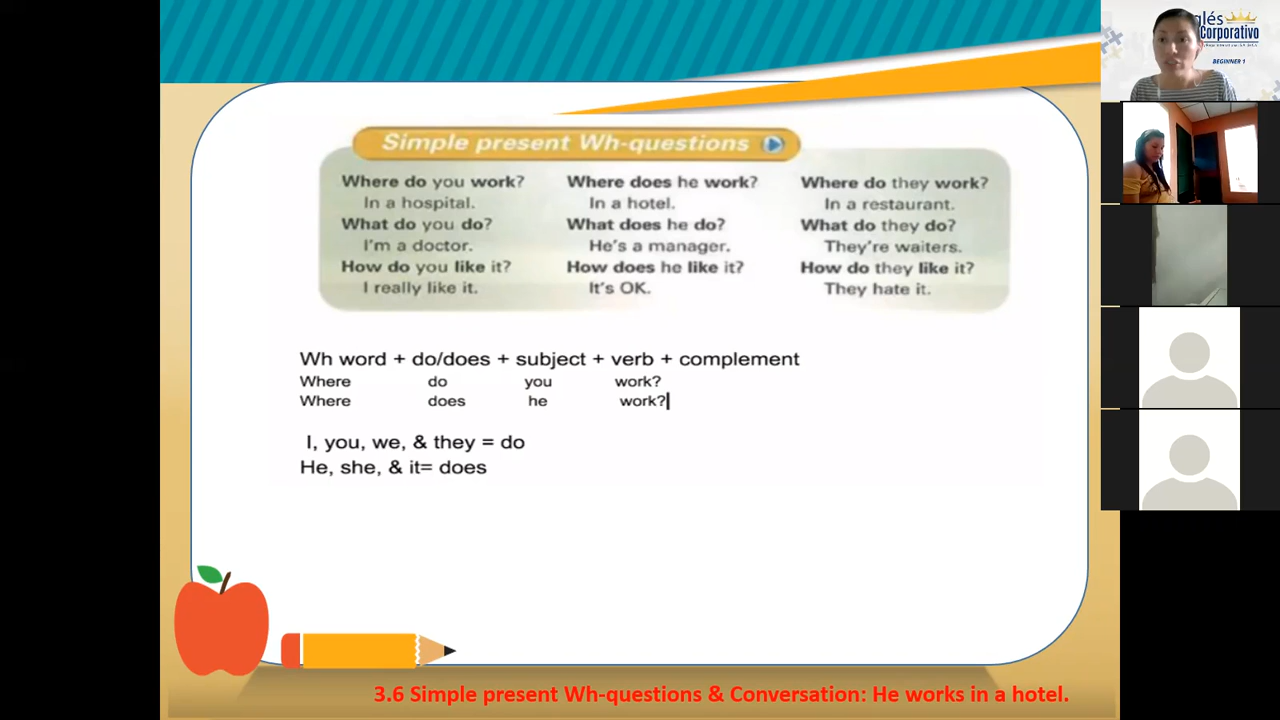 Simple present Wh-questions
Where do you work?
In a hospital.
What do you do?
I'm a doctor.
How do you like it?
I really like it.
Where does he work?
In a hotel.
What does he do?
He's a manager.
How does he like it?
It's OK.
Where do they work?
In a restaurant.
What do they do?
They're waiters.
How do they like it?
They hate it.
Wh word + do/does + subject + verb + complement
Where do you work?
Where does he work?
I, you, we, & they = do
He, she, & it= does
3.6 Simple present Wh-questions & Conversation: He works in a hotel.
glés
Corporativo
BEGINNER 1